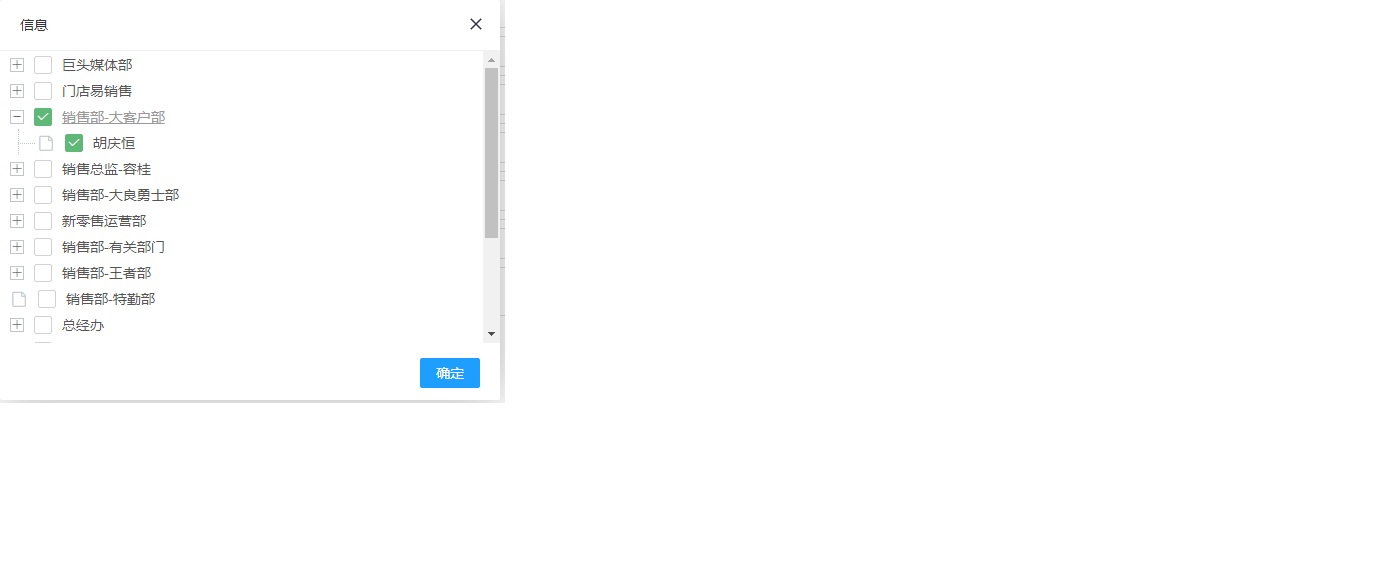 信息
巨头媒体部
门店易销售
销售部-大客户部
胡庆恒
销售总监-容桂
销售部-大良勇士部
新零售运营部
销售部-有关部门
销售部-王者部
销售部-特勤部
总经办
确定